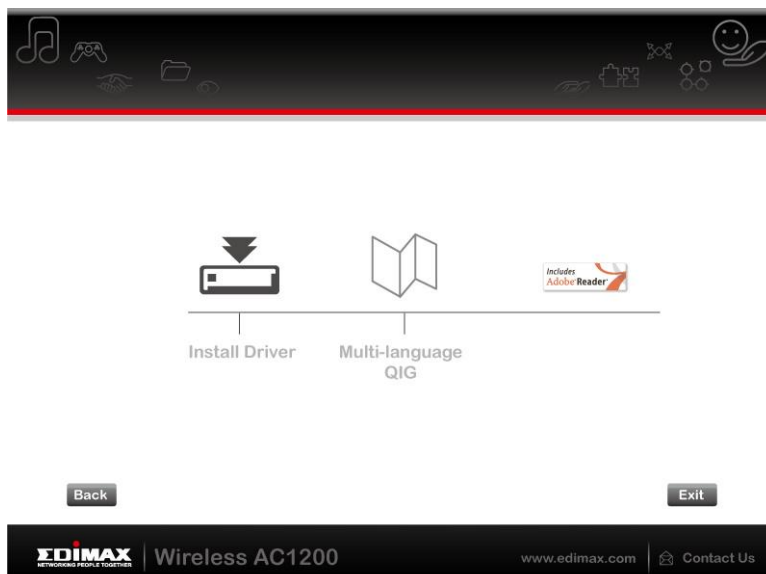 Includes
Adobe Reader
Install Driver
Multi-language
QIG
Back
Exit
EDIMAX
NETWORKING PEOPLE TOGETHER
Wireless AC1200
www.edimax.com
Contact Us